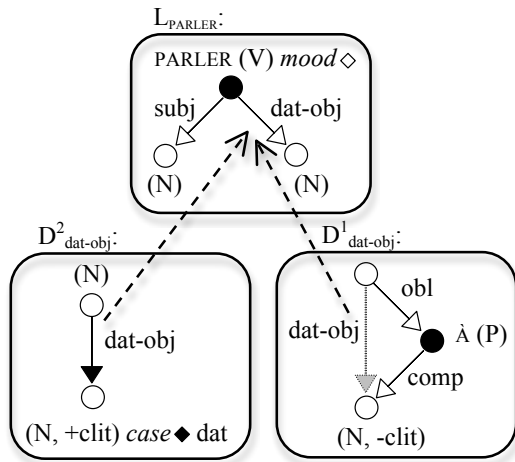 L_PARLER:
PARLER (V) mood ◇
subj dat-obj
(N) (N)
D²_dat-obj: D¹_dat-obj:
(N)
obl
dat-obj dat-obj À (P)
comp
(N, +clit) case ◆ dat (N, -clit)